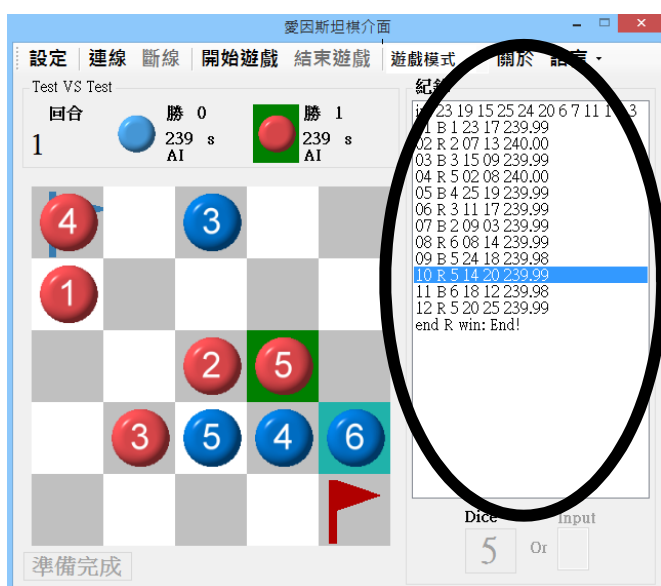 愛因斯坦棋介面
設定 連線 斷線 開始遊戲 結束遊戲 遊戲模式 關於
Test VS Test
回合
1
勝 0
239 s
AI
勝 1
239 s
AI
4 3
1
2 5
3 5 4 6
準備完成
23 19 15 25 24 20 6 7 11
B 1 23 17 239.99
02 R 2 07 13 240.00
03 B 3 15 09 239.99
04 R 5 02 08 240.00
05 B 4 25 19 239.99
06 R 3 11 17 239.99
07 B 2 09 03 239.99
08 R 6 08 14 239.99
09 B 5 24 18 239.98
10 R 5 14 20 239.99
11 B 6 18 12 239.98
12 R 5 20 25 239.99
end R win: End!
Dice Input
5 Or